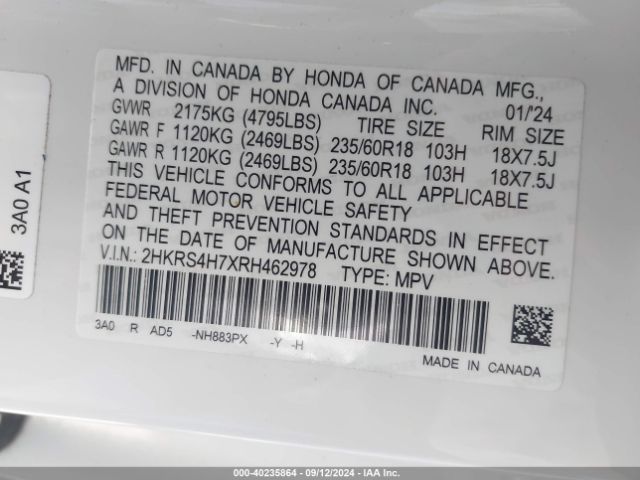 MFD. IN CANADA BY HONDA OF CANADA MFG.,
A DIVISION OF HONDA CANADA INC. 01/'24
GVWR 2175KG (4795LBS) TIRE SIZE RIM SIZE
GAWR F 1120KG (2469LBS) 235/60R18 103H 18X7.5J
GAWR R 1120KG (2469LBS) 235/60R18 103H 18X7.5J
THIS VEHICLE CONFORMS TO ALL APPLICABLE
FEDERAL MOTOR VEHICLE SAFETY
AND THEFT PREVENTION STANDARDS IN EFFECT
ON THE DATE OF MANUFACTURE SHOWN ABOVE.
V.I.N.: 2HKRS4H7XRH462978 TYPE: MPV
3A0 R AD5 -NH883PX -Y -H
MADE IN CANADA
3A0 A1
000-40235864 - 09/12/2024 - IAAI.com